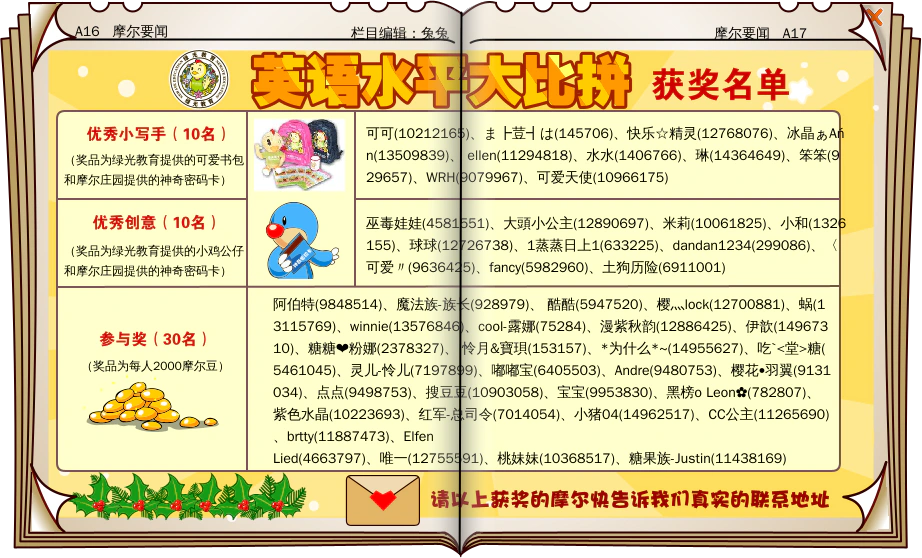 A16 摩尔要闻
栏目编辑：兔兔
摩尔要闻 A17
英语水平大比拼 获奖名单
优秀小写手（10名）
（奖品为绿光教育提供的可爱书包
和摩尔庄园提供的神奇密码卡）
可可(10212165)、ま┣荳┫は(145706)、快乐☆精灵(12768076)、冰晶ぁAn
n(13509839)、 ellen(11294818)、水水(1406766)、琳(14364649)、笨笨(9
29657)、WRH(9079967)、可爱天使(10966175)
优秀创意（10名）
（奖品为绿光教育提供的小鸡公仔
和摩尔庄园提供的神奇密码卡）
巫毒娃娃(4581551)、大頭小公主(12890697)、米莉(10061825)、小和(1326
155)、球球(12726738)、1蒸蒸日上1(633225)、dandan1234(299086)、〈
可爱〃(9636425)、fancy(5982960)、土狗历险(6911001)
参与奖（30名）
（奖品为每人2000摩尔豆）
阿伯特(9848514)、魔法族-族长(928979)、 酷酷(5947520)、樱灬lock(12700881)、蜗(1
3115769)、winnie(13576846)、cool-露娜(75284)、漫紫秋韵(12886425)、伊歆(149673
10)、糖糖❤粉娜(2378327)、 怜月&寶琪(153157)、*为什么*~(14955627)、吃`<堂>糖(
5461045)、灵儿·怜儿(7197899)、嘟嘟宝(6405503)、Andre(9480753)、樱花•羽翼(9131
034)、点点(9498753)、搜豆豆(10903058)、宝宝(9953830)、黑榜o Leon✿(782807)、
紫色水晶(10223693)、红军-总司令(7014054)、小猪04(14962517)、CC公主(11265690)
、brtty(11887473)、Elfen
Lied(4663797)、唯一(12755591)、桃妹妹(10368517)、糖果族-Justin(11438169)
请以上获奖的摩尔快告诉我们真实的联系地址